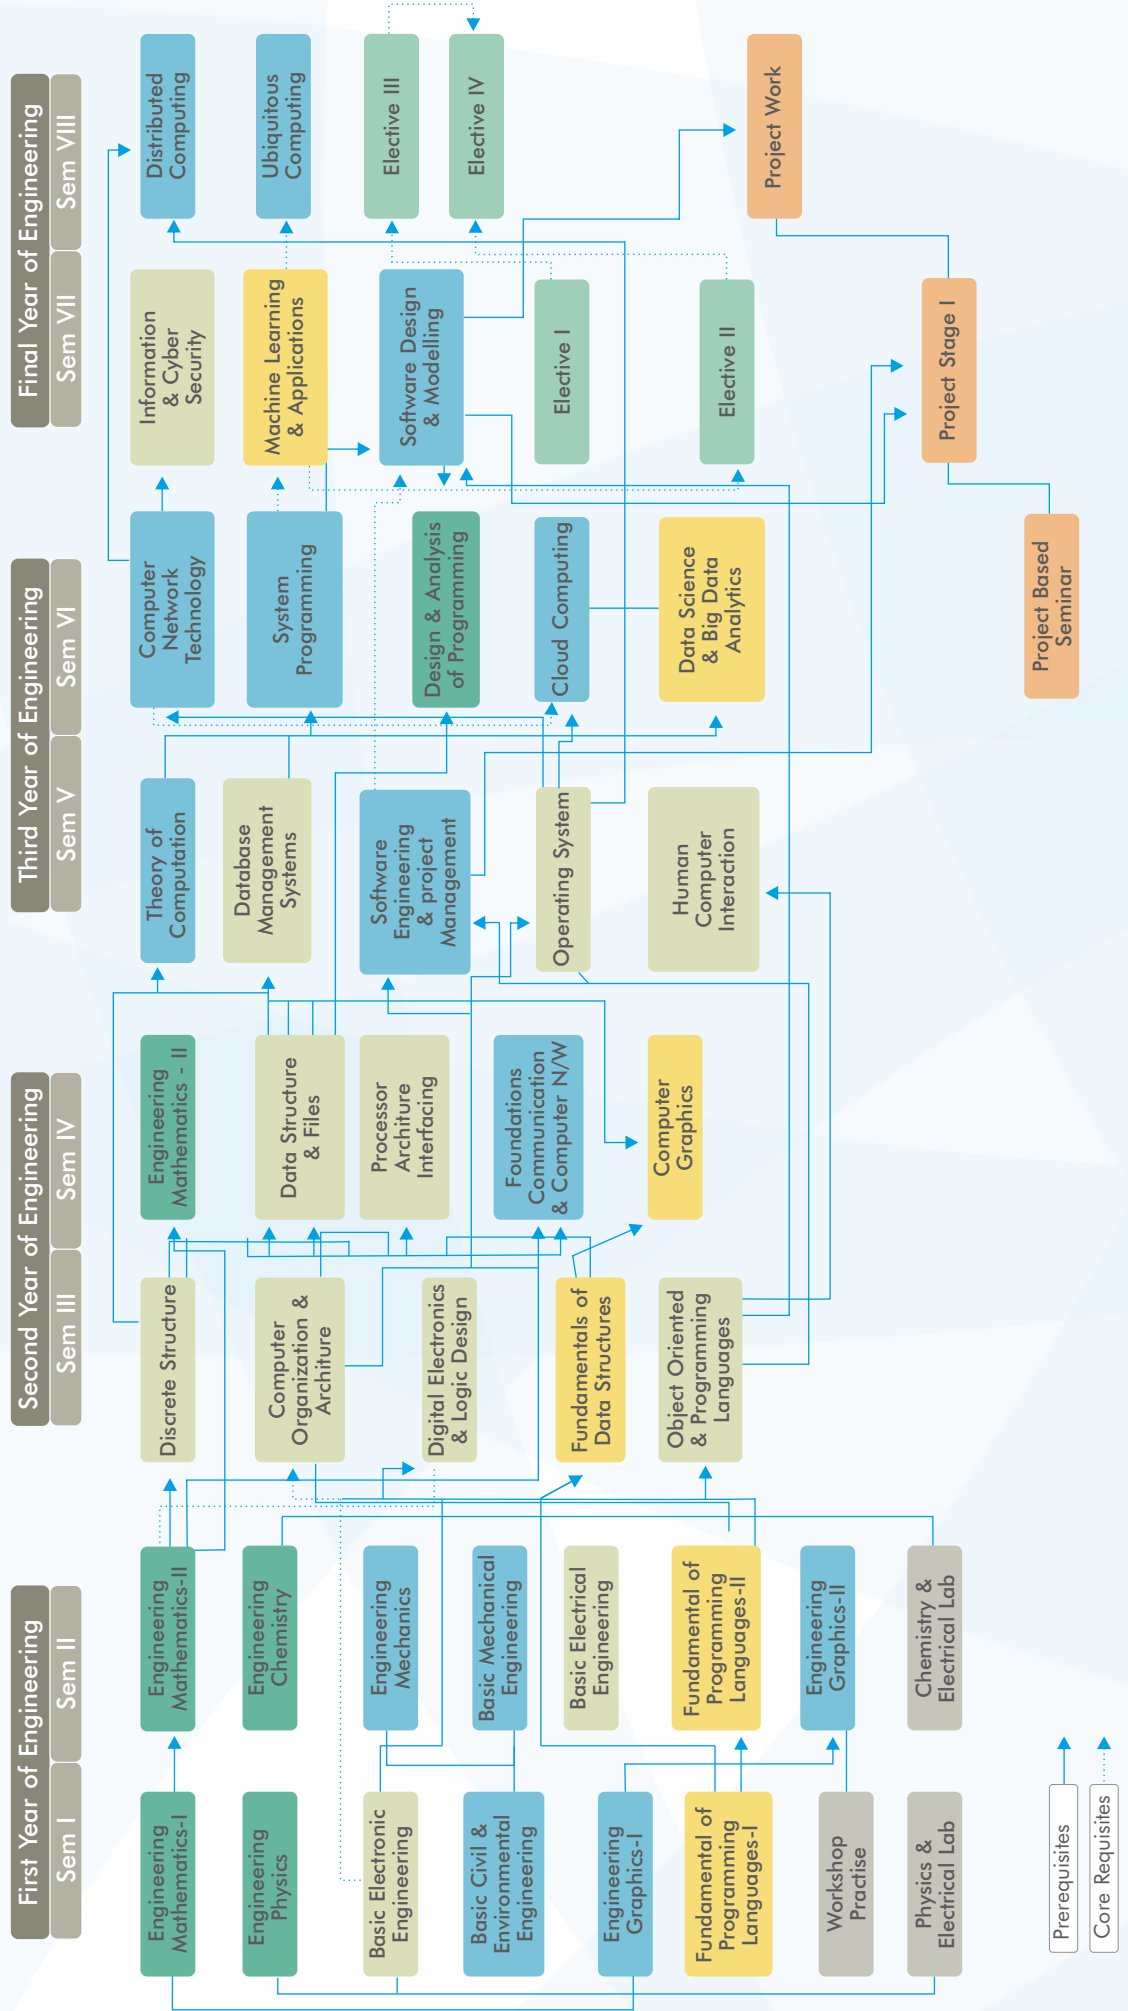 First Year of Engineering
Sem I
Sem II
Second Year of Engineering
Sem III
Sem IV
Third Year of Engineering
Sem V
Sem VI
Final Year of Engineering
Sem VII
Sem VIII
Engineering
Mathematics-I
Engineering
Physics
Basic Electronic
Engineering
Basic Civil &
Environmental
Engineering
Engineering
Graphics-I
Fundamental of
Programming
Languages-I
Workshop
Practise
Physics &
Electrical Lab
Engineering
Mathematics-II
Engineering
Chemistry
Engineering
Mechanics
Basic Mechanical
Engineering
Basic Electrical
Engineering
Fundamental of
Programming
Languages-II
Engineering
Graphics-II
Chemistry &
Electrical Lab
Discrete Structure
Computer
Organization &
Architure
Digital Electronics
& Logic Design
Fundamentals of
Data Structures
Object Oriented
& Programming
Languages
Engineering
Mathematics - II
Data Structure
& Files
Processor
Architure
Interfacing
Foundations
Communication
& Computer N/W
Computer
Graphics
Theory of
Computation
Database
Management
Systems
Software
Engineering
& project
Management
Operating System
Human
Computer
Interaction
Computer
Network
Technology
System
Programming
Design & Analysis
of Programming
Cloud Computing
Data Science
& Big Data
Analytics
Project Based
Seminar
Information
& Cyber
Security
Machine Learning
& Applications
Software Design
& Modelling
Elective I
Elective II
Project Stage I
Distributed
Computing
Ubiquitous
Computing
Elective III
Elective IV
Project Work
Prerequisites
Core Requisites